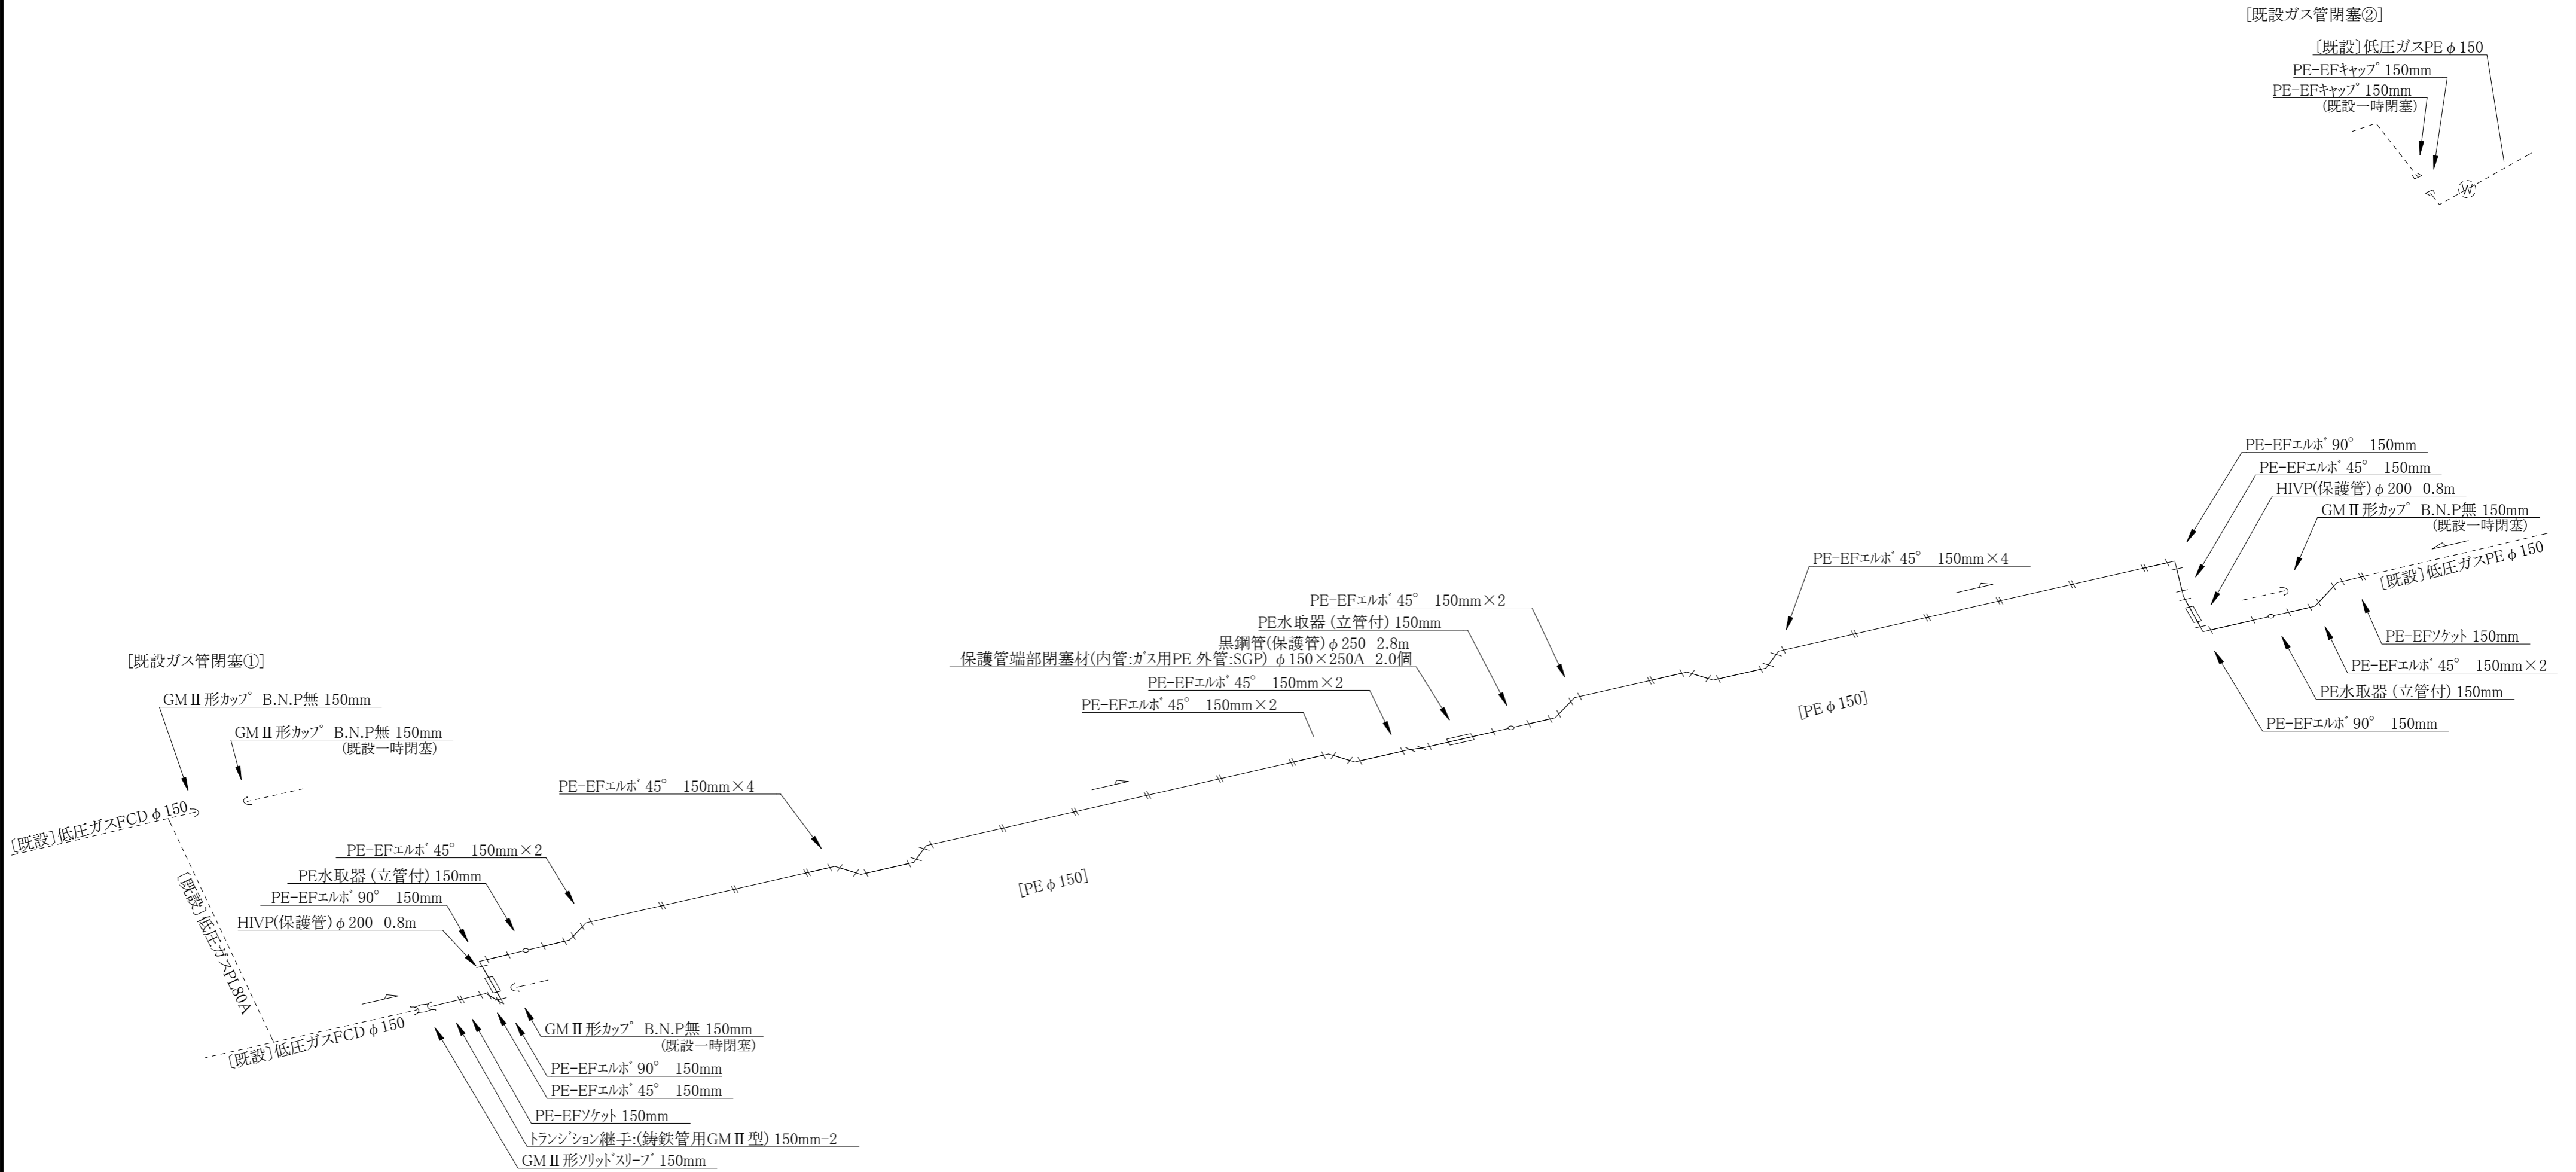 [既設ガス管閉塞②]
〔既設〕低圧ガスPEφ150
PE-EFキャップ 150mm
PE-EFキャップ 150mm
(既設一時閉塞)
W
PE-EFエルボ 90° 150mm
PE-EFエルボ 45° 150mm
HIVP(保護管)φ200 0.8m
GMⅡ形カップ B.N.P無 150mm
(既設一時閉塞)
〔既設〕低圧ガスPEφ150
PE-EFソケット 150mm
PE-EFエルボ 45° 150mm×2
PE水取器 (立管付) 150mm
PE-EFエルボ 90° 150mm
PE-EFエルボ 45° 150mm×4
[PEφ150]
PE-EFエルボ 45° 150mm×2
PE水取器 (立管付) 150mm
黒鋼管(保護管)φ250 2.8m
保護管端部閉塞材(内管:ガス用PE 外管:SGP) φ150×250A 2.0個
PE-EFエルボ 45° 150mm×2
PE-EFエルボ 45° 150mm×2
[既設ガス管閉塞①]
GMⅡ形カップ B.N.P無 150mm
GMⅡ形カップ B.N.P無 150mm
(既設一時閉塞)
〔既設〕低圧ガスFCDφ150
〔既設〕低圧ガスPL80A
PE-EFエルボ 45° 150mm×4
[PEφ150]
PE-EFエルボ 45° 150mm×2
PE水取器 (立管付) 150mm
PE-EFエルボ 90° 150mm
HIVP(保護管)φ200 0.8m
〔既設〕低圧ガスFCDφ150
GMⅡ形カップ B.N.P無 150mm
(既設一時閉塞)
PE-EFエルボ 90° 150mm
PE-EFエルボ 45° 150mm
PE-EFソケット 150mm
トランジション継手:(鋳鉄管用GMⅡ型) 150mm-2
GMⅡ形ソリッドスリーブ 150mm